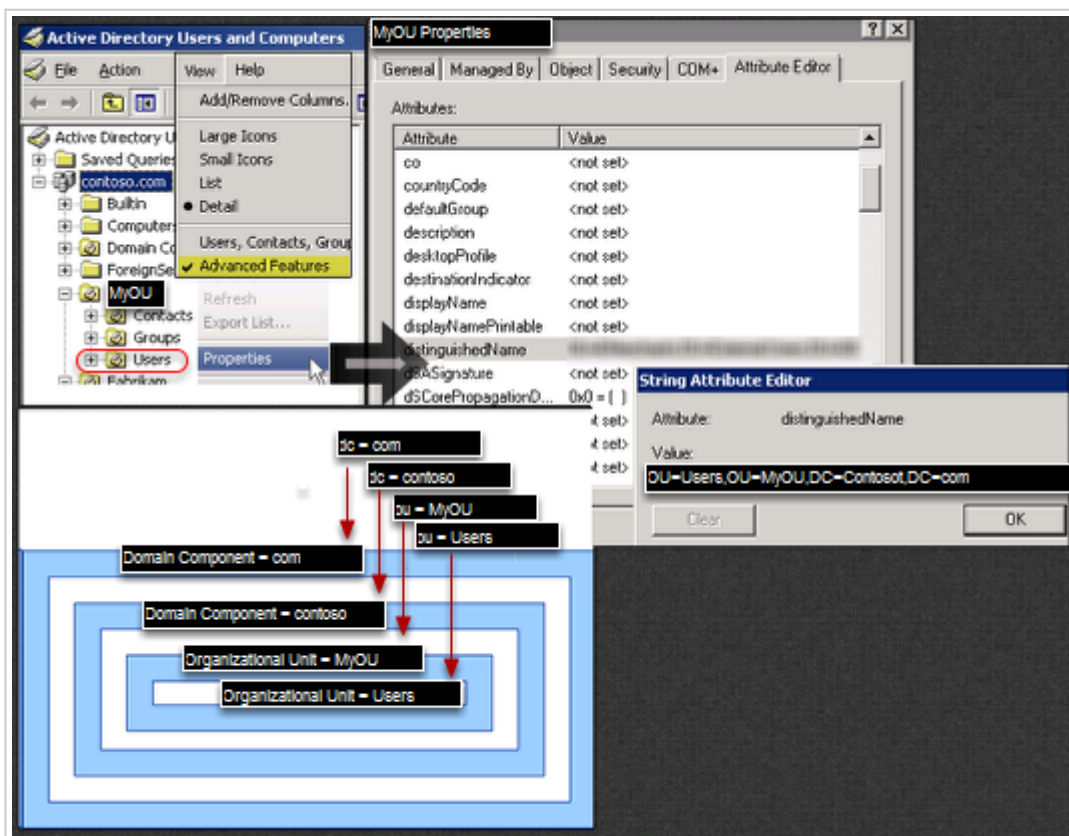 Active Directory Users and Computers
File Action View Help
Add/Remove Columns.
Large Icons
Small Icons
List
Detail
Users, Contacts, Group
Advanced Features
Active Directory U
Saved Queries
contoso.com
Builtin
Computers
Domain Co
ForeignSe
MyOU
Contacts
Groups
Users
Fabrikam
Refresh
Export List...
Properties
MyOU Properties
General Managed By Object Security COM+ Attribute Editor
Attributes:
Attribute Value
co <not set>
countryCode <not set>
defaultGroup <not set>
description <not set>
desktopProfile <not set>
destinationIndicator <not set>
displayName <not set>
displayNamePrintable <not set>
distinguishedName
dSASignature <not set>
dSCorePropagationD... 0x0 = ( )
t set>
t set>
t set>
String Attribute Editor
Attribute: distinguishedName
Value:
OU=Users,OU=MyOU,DC=Contosot,DC=com
Clear OK
dc = com
dc = contoso
ou = MyOU
ou = Users
Domain Component = com
Domain Component = contoso
Organizational Unit = MyOU
Organizational Unit = Users